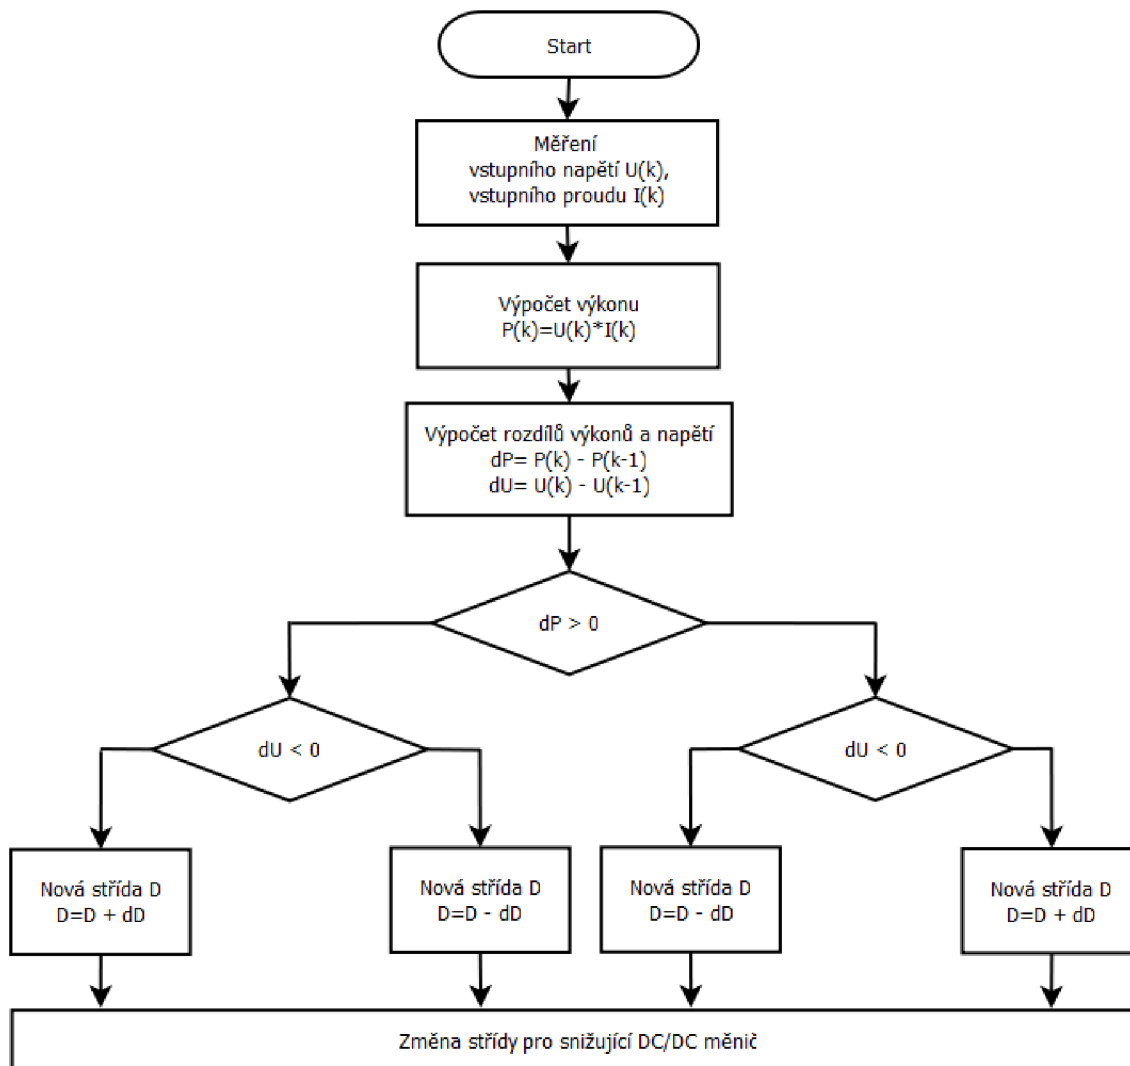 Start
Měření
vstupního napětí U(k),
vstupního proudu I(k)
Výpočet výkonu
P(k)=U(k)*I(k)
Výpočet rozdílů výkonů a napětí
dP= P(k) - P(k-1)
dU= U(k) - U(k-1)
dP > 0
dU < 0
dU < 0
Nová střída D
D=D + dD
Nová střída D
D=D - dD
Nová střída D
D=D - dD
Nová střída D
D=D + dD
Změna střídy pro snižující DC/DC měnič